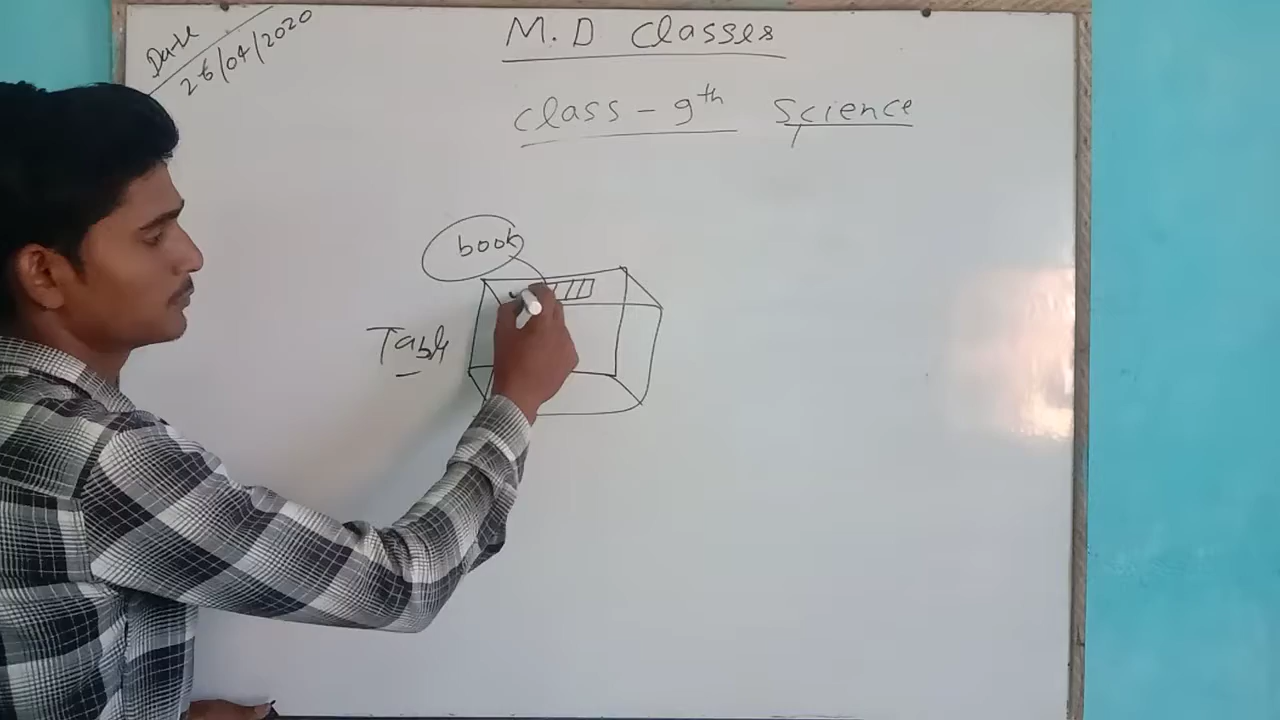 Date
26/04/2020
M.D Classes
Class - 9th Science
book
Table